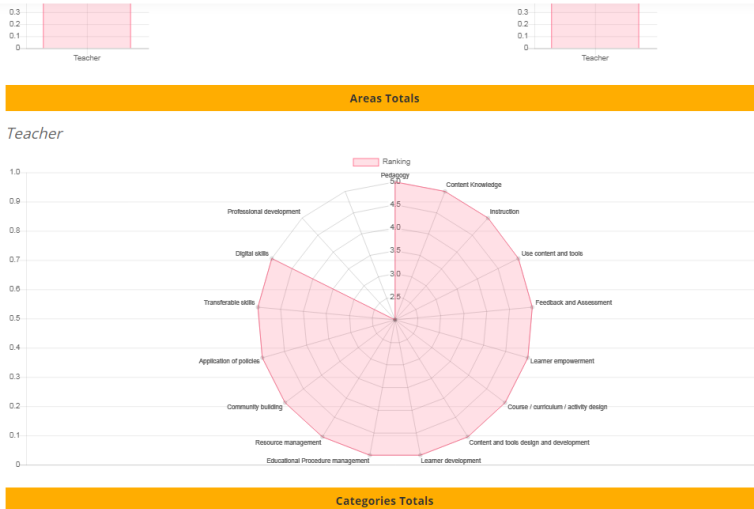 0.3 0.3
0.2 0.2
0.1 0.1
0 0
Teacher Teacher
Areas Totals
Teacher
Ranking
1.0
0.9
0.8
0.7
0.6
0.5
0.4
0.3
0.2
0.1
0
Pedagogy
5.0
4.5
4.0
3.5
3.0
2.5
Content Knowledge
Instruction
Use content and tools
Feedback and Assessment
Learner empowerment
Course / curriculum / activity design
Content and tools design and development
Learner development
Educational Procedure management
Resource management
Community building
Application of policies
Transferable skills
Digital skills
Professional development
Categories Totals